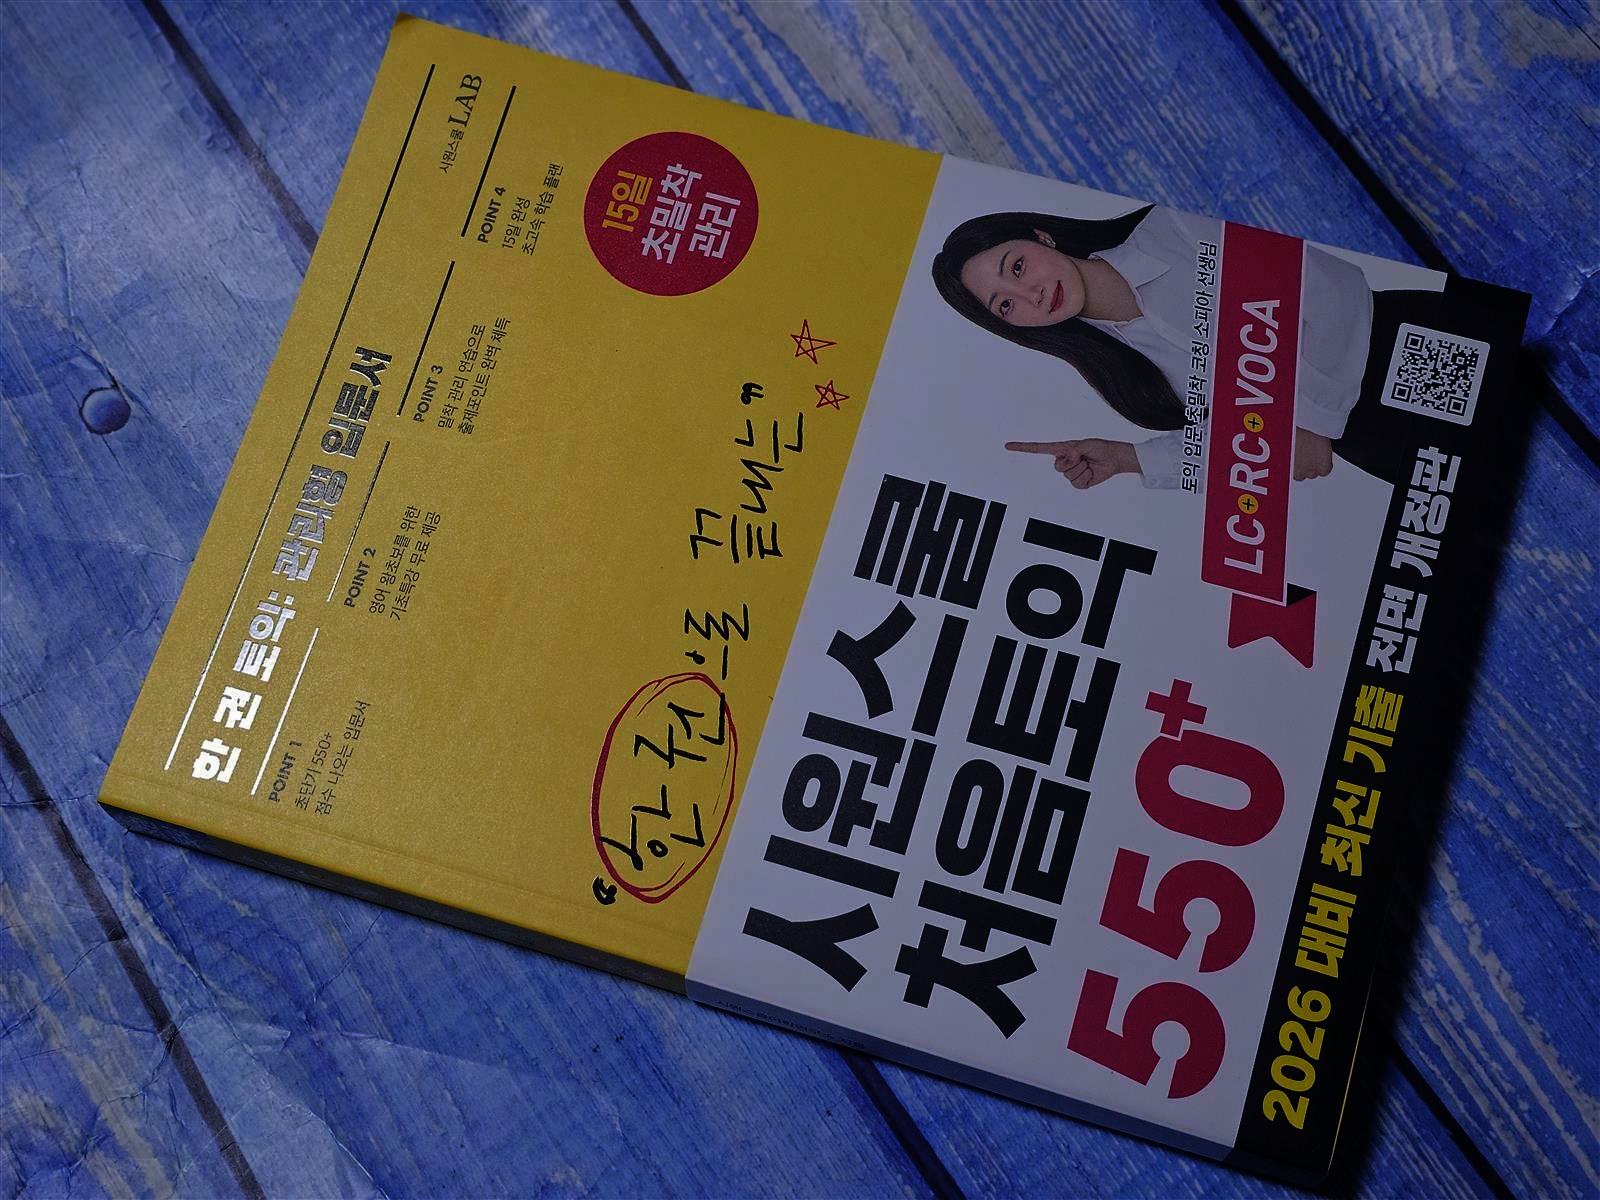 시원스쿨LAB
한 권 토익: 관리형 입문서
POINT 1
초단기 550+
점수 나오는 입문서
POINT 2
영어 왕초보를 위한
기초특강 무료 제공
POINT 3
밀착 관리 연습으로
출제포인트 완벽 체득
POINT 4
15일 완성
초고속 학습 플랜
15일
초밀착
관리
“한 권으로 끝내는”
시원스쿨
처음토익
550+
토익 입문 초밀착 코칭 소피아 선생님
LC+RC+VOCA
2026 대비 최신 기출 전면 개정판